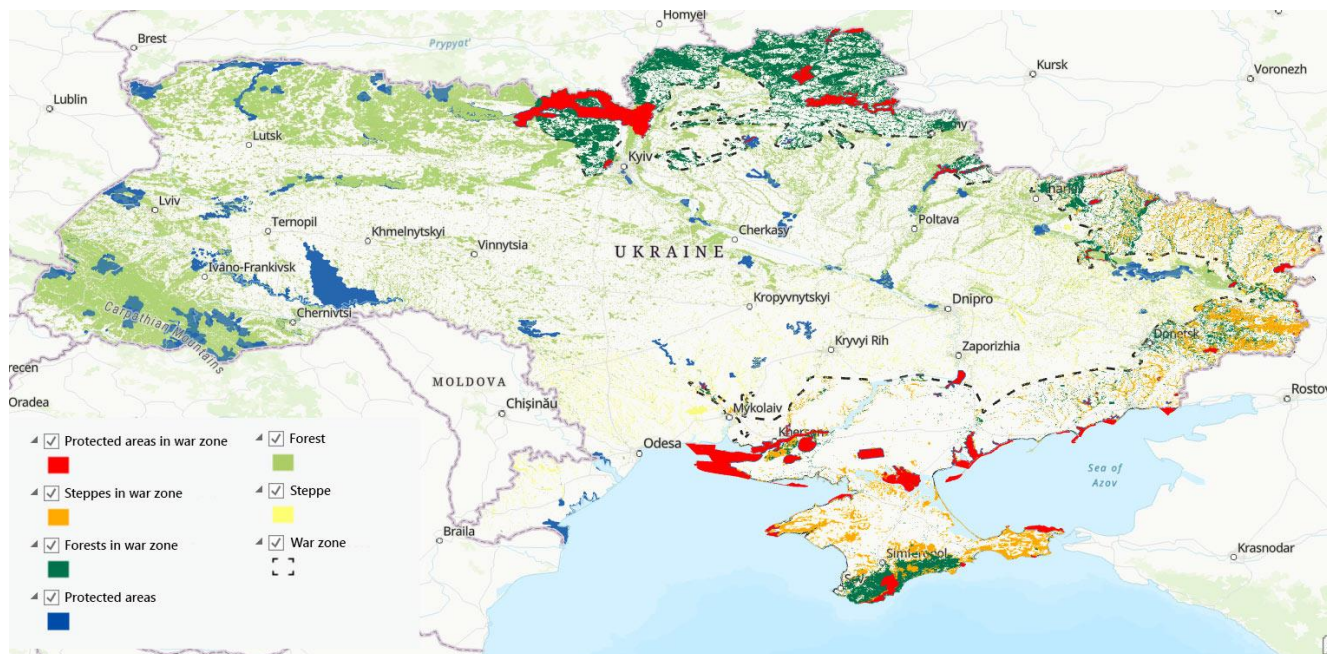 Homyel
Brest
Prypyat'
Kursk
Voronezh
Lublin
Lutsk
Kyiv
Lviv
Ternopil
Khmelnytskyi
Vinnytsia
Cherkasy
Poltava
UKRAINE
Ivano-Frankivsk
Chernivtsi
Carpathian Mountains
Kropyvnytskyi
Dnipro
Donetsk
Kryvyi Rih
Zaporizhia
Oradea
MOLDOVA
Chișinău
Mykolaiv
Rostov
Kherson
Odesa
Sea of
Azov
Braila
Simferopol
Krasnodar
Protected areas in war zone
Steppes in war zone
Forests in war zone
Protected areas
Forest
Steppe
War zone